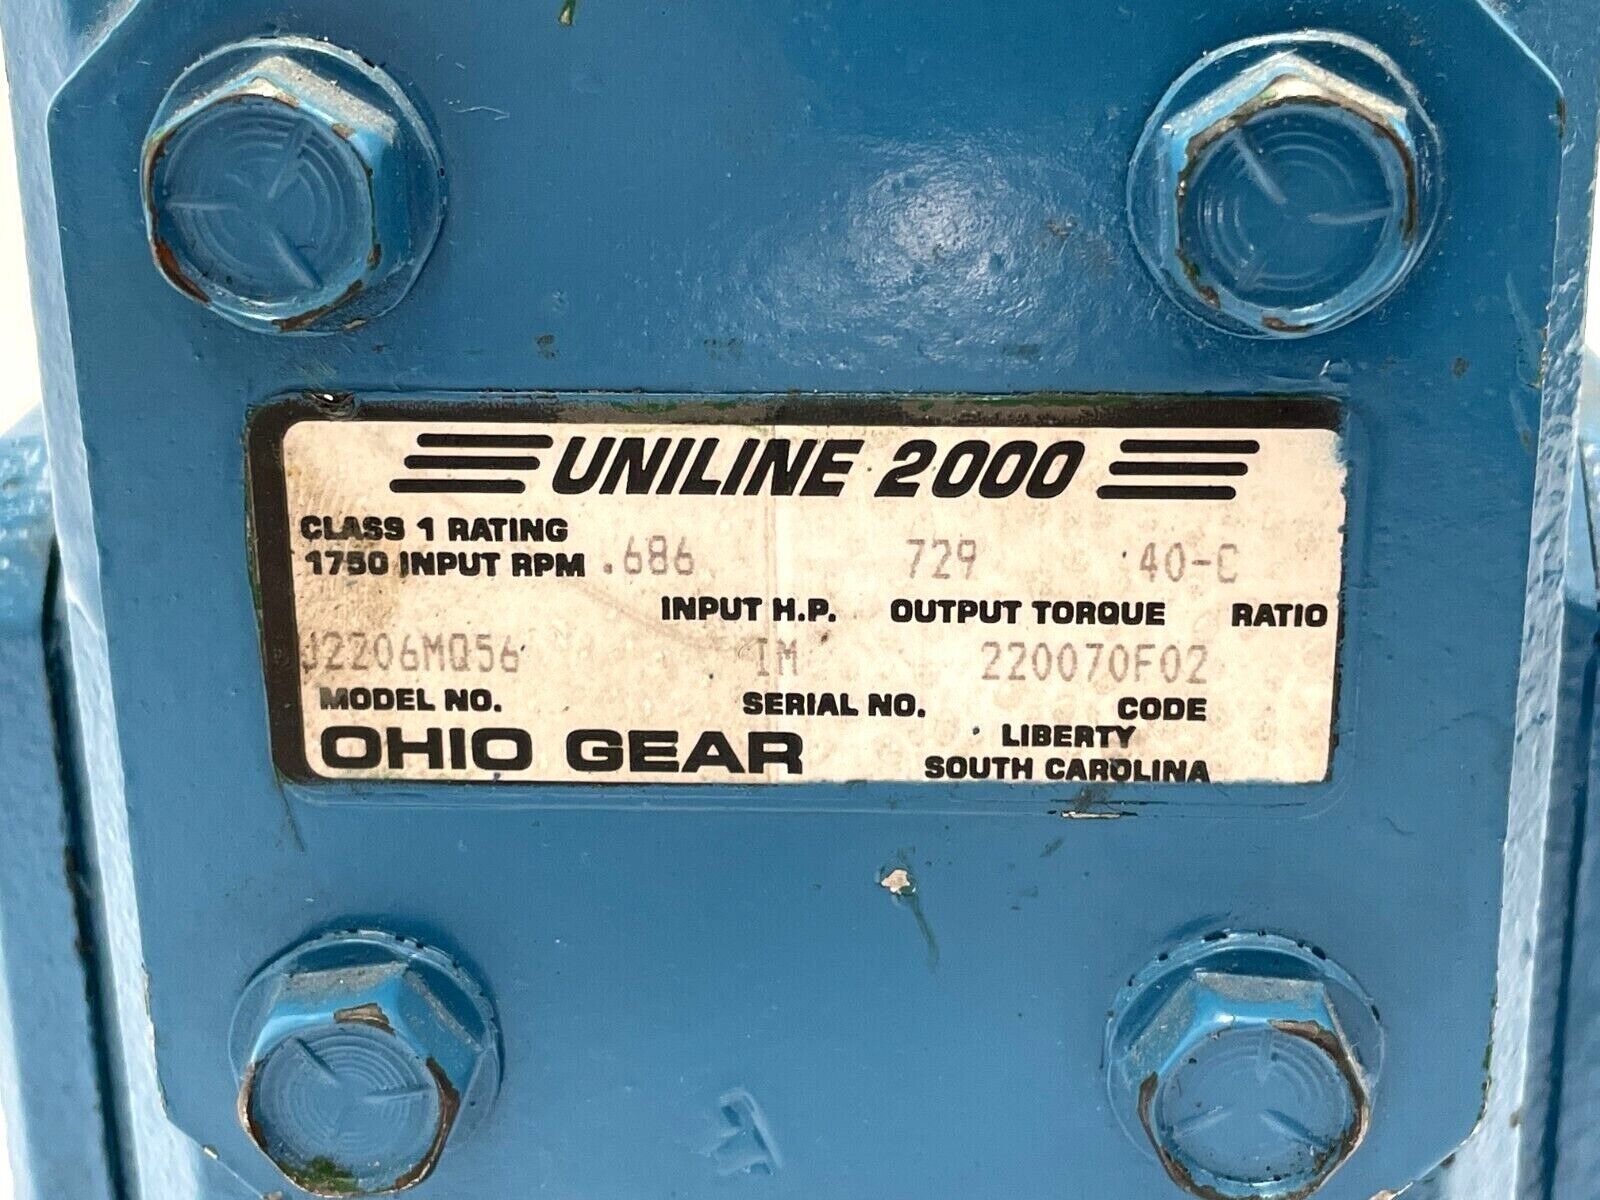 UNILINE 2000
CLASS 1 RATING
1750 INPUT RPM .686 729 40-C
INPUT H.P. OUTPUT TORQUE RATIO
J2206MQ56 IM 220070F02
MODEL NO. SERIAL NO. CODE
OHIO GEAR LIBERTY
SOUTH CAROLINA